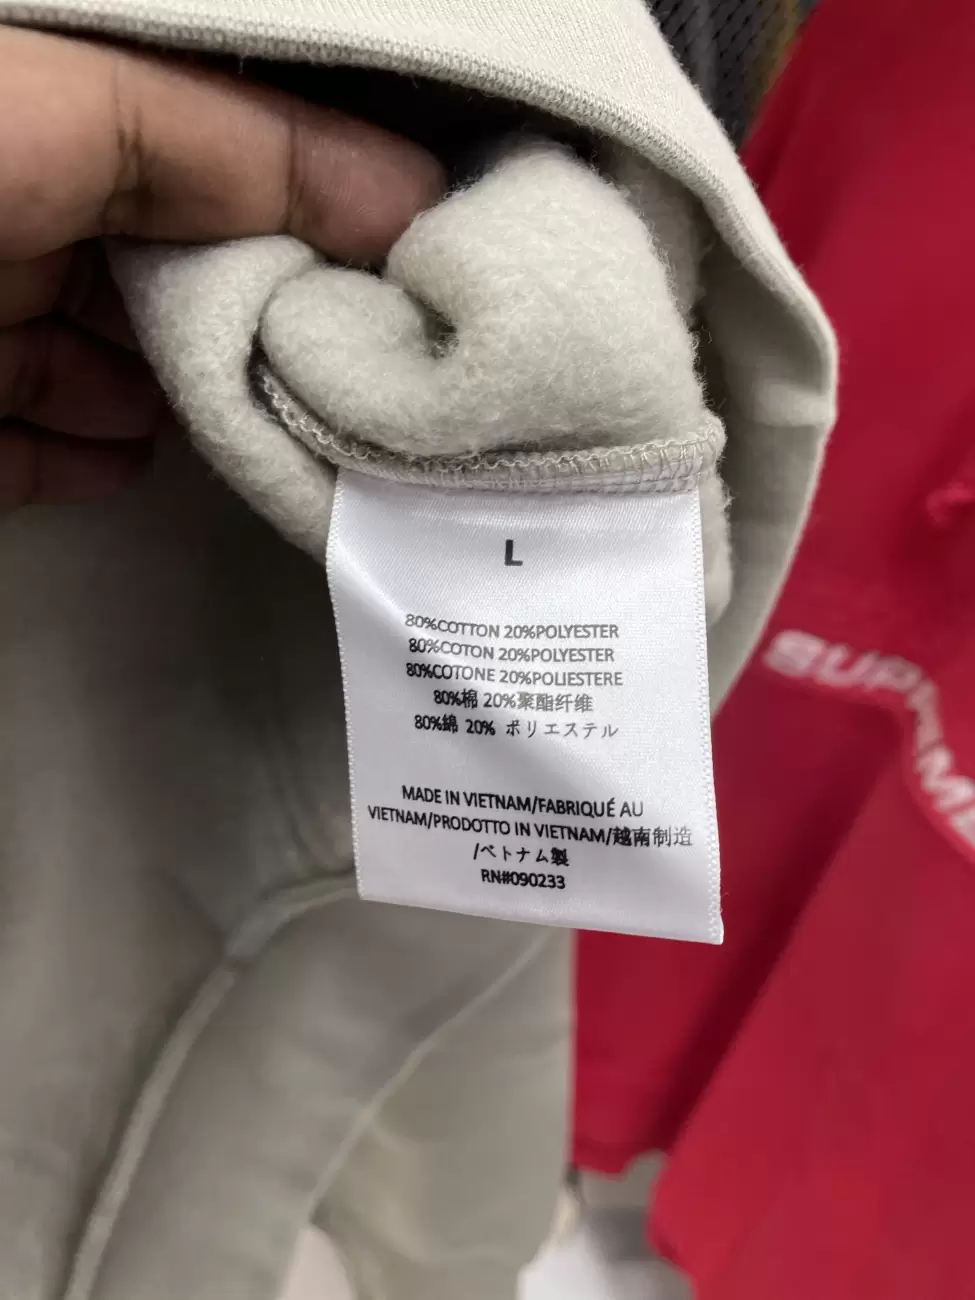 L
80%COTTON 20%POLYESTER
80%COTON 20%POLYESTER
80%COTONE 20%POLIESTERE
80%棉 20%聚酯纤维
80%綿 20% ポリエステル
MADE IN VIETNAM/FABRIQUÉ AU
VIETNAM/PRODOTTO IN VIETNAM/越南制造
/ベトナム製
RN#090233
SUPREME